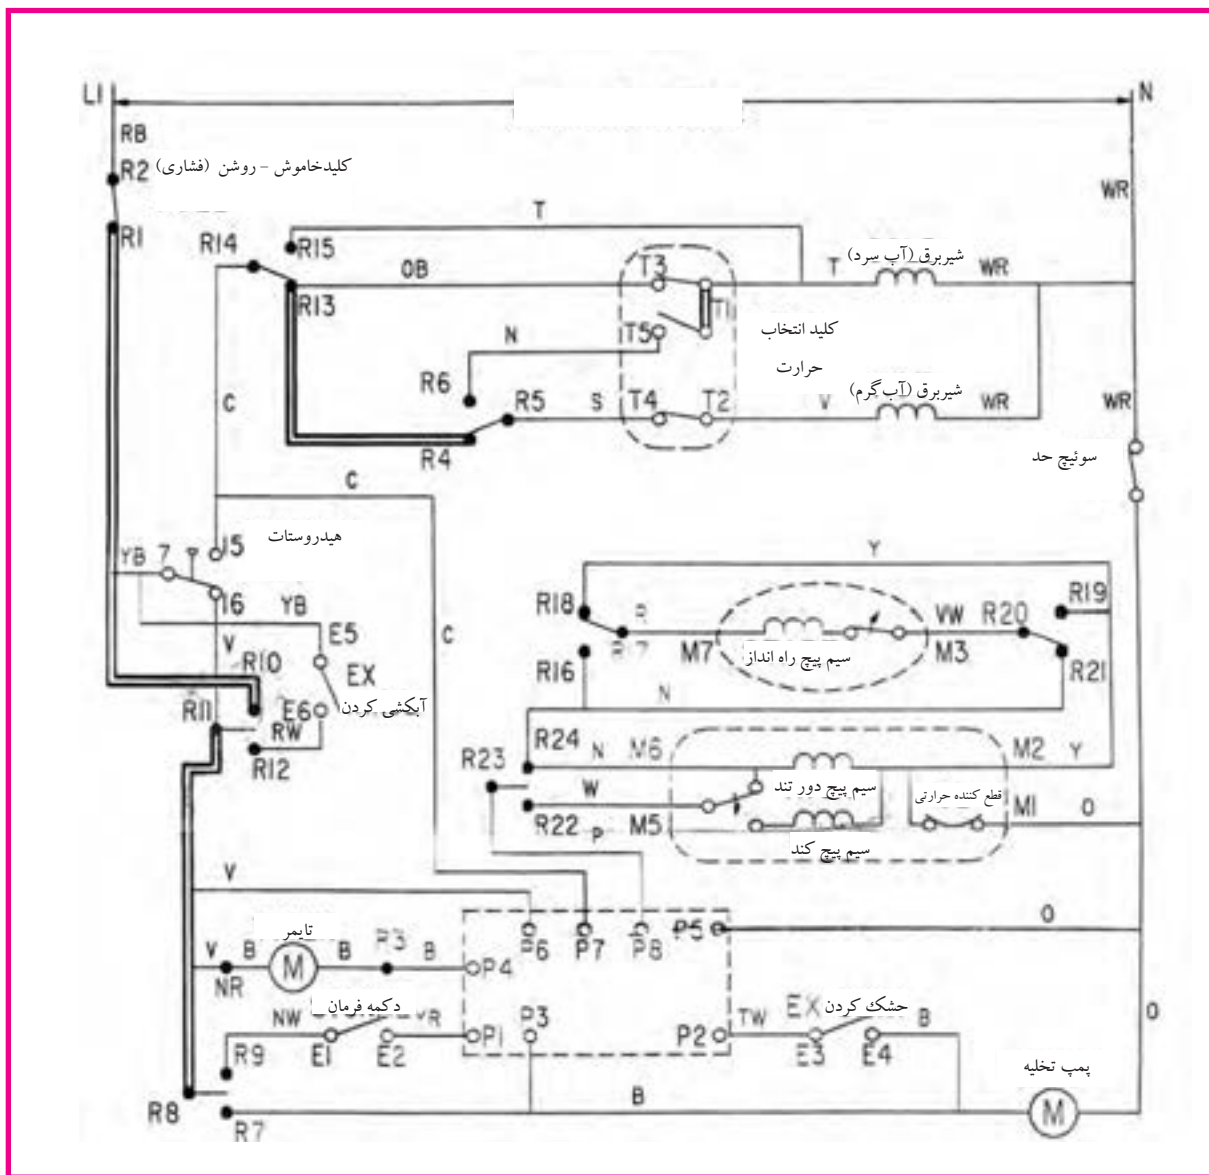 L1 N
RB
R2 کلیدخاموش – روشن (فشاری)
WR
R1
T
R14 R15
OB T3 T شیربرق (آب سرد) WR
R13 T1
کلید انتخاب
N T5
حرارت
R6
C R5 S T4 T2 V شیربرق (آب‌گرم) WR WR
R4
سوئیچ حد
C
هیدروستات
15
YB 7
Y
16 YB
R18 R VW R20 R19
E5
V C
M7 سیم پیچ راه انداز M3
R10 EX R16 R21
آبکشی کردن
N
R11 E6
RW
R24 N M6 M2 Y
R12 R23
W سیم پیچ دور تند قطع کننده حرارتی
R22 M5 M1 O
P سیم پیچ کند
V
O
تایمر
P6 P7 P8 P5
V B B R3 B
M P4
NR
دکمه فرمان
P3 EX حشک کردن
NW P1 P2 TW B O
E1 E2 E3 E4
R9
پمپ تخلیه
B
R8 M
R7